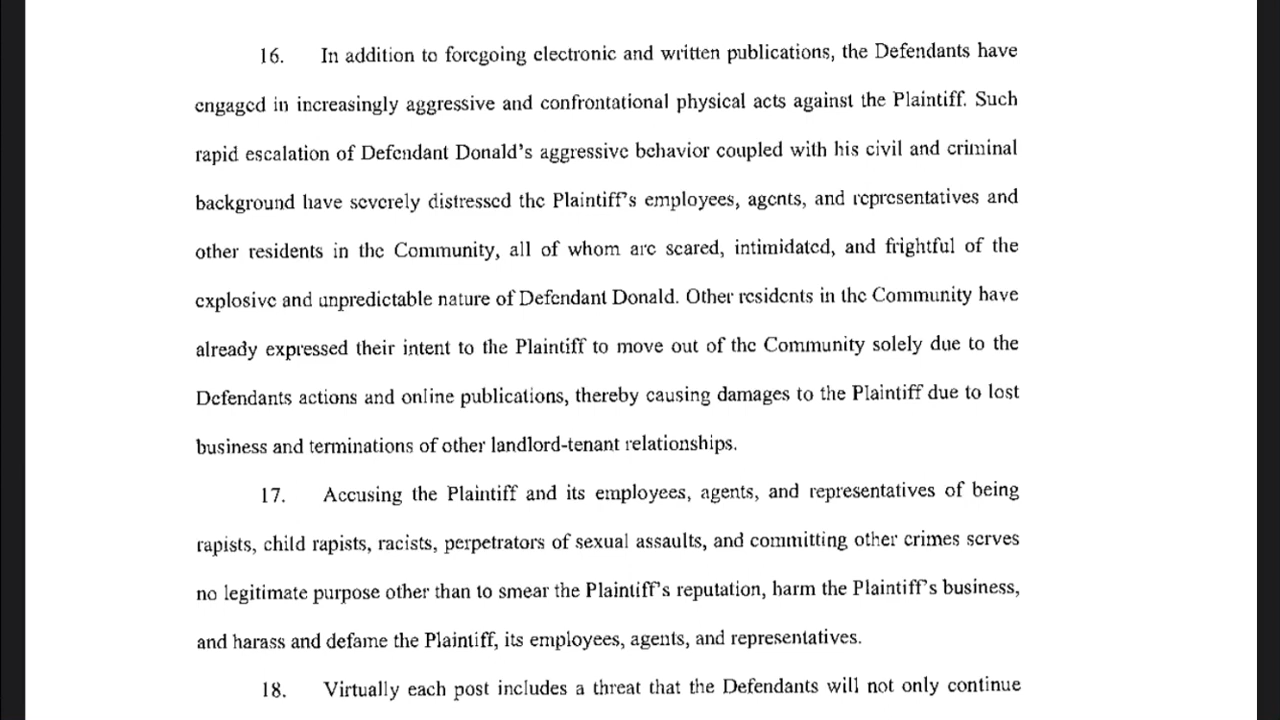 16. In addition to foregoing electronic and written publications, the Defendants have
engaged in increasingly aggressive and confrontational physical acts against the Plaintiff. Such
rapid escalation of Defendant Donald's aggressive behavior coupled with his civil and criminal
background have severely distressed the Plaintiff's employees, agents, and representatives and
other residents in the Community, all of whom are scared, intimidated, and frightful of the
explosive and unpredictable nature of Defendant Donald. Other residents in the Community have
already expressed their intent to the Plaintiff to move out of the Community solely due to the
Defendants actions and online publications, thereby causing damages to the Plaintiff due to lost
business and terminations of other landlord-tenant relationships.
17. Accusing the Plaintiff and its employees, agents, and representatives of being
rapists, child rapists, racists, perpetrators of sexual assaults, and committing other crimes serves
no legitimate purpose other than to smear the Plaintiff's reputation, harm the Plaintiff's business,
and harass and defame the Plaintiff, its employees, agents, and representatives.
18. Virtually each post includes a threat that the Defendants will not only continue